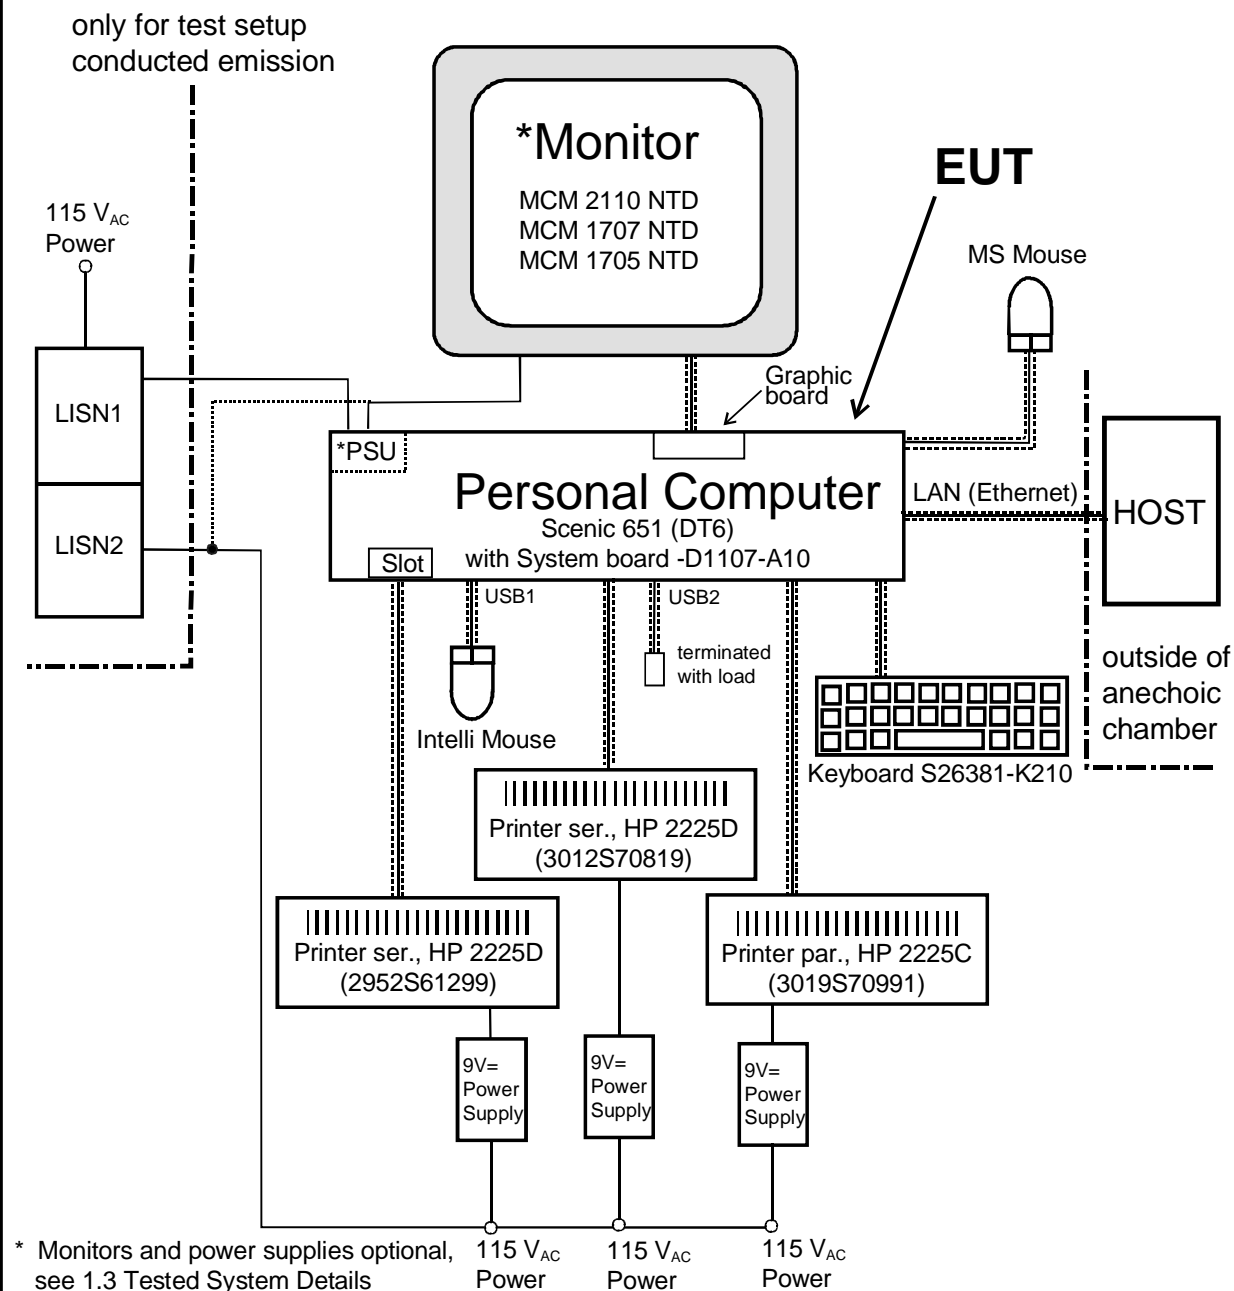 only for test setup
conducted emission
*Monitor
MCM 2110 NTD
MCM 1707 NTD
MCM 1705 NTD
EUT
115 VAC
Power
MS Mouse
Graphic
board
LISN1
*PSU
Personal Computer
LAN (Ethernet)
HOST
Scenic 651 (DT6)
LISN2
Slot
with System board -D1107-A10
USB1
USB2
terminated
with load
outside of
anechoic
chamber
Intelli Mouse
Keyboard S26381-K210
Printer ser., HP 2225D
(3012S70819)
Printer ser., HP 2225D
(2952S61299)
Printer par., HP 2225C
(3019S70991)
9V=
Power
Supply
9V=
Power
Supply
9V=
Power
Supply
* Monitors and power supplies optional,
see 1.3 Tested System Details
115 VAC
Power
115 VAC
Power
115 VAC
Power